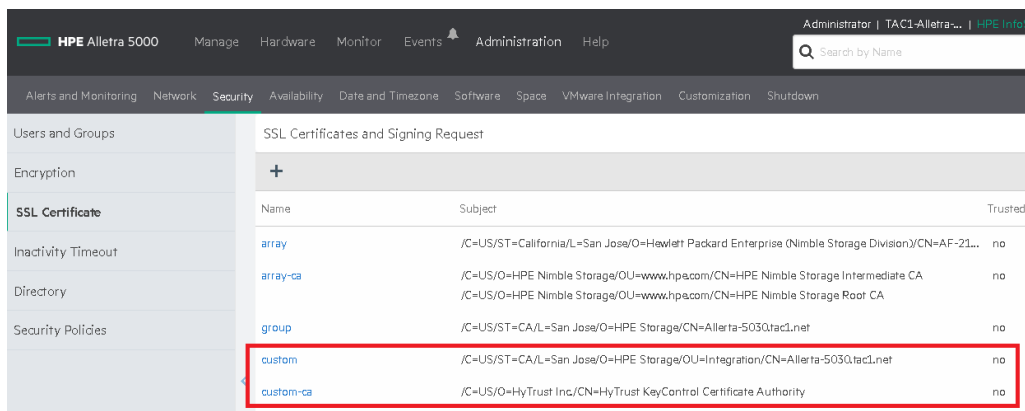 Administrator | TAC1-Alletra-... | HPE Info
HPE Alletra 5000 Manage Hardware Monitor Events Administration Help
Search by Name
Alerts and Monitoring Network Security Availability Date and Timezone Software Space VMware Integration Customization Shutdown
Users and Groups
Encryption
SSL Certificate
Inactivity Timeout
Directory
Security Policies
SSL Certificates and Signing Request
+
Name Subject Trusted
array /C=US/ST=California/L=San Jose/O=Hewlett Packard Enterprise (Nimble Storage Division)/CN=AF-21... no
array-ca /C=US/O=HPE Nimble Storage/OU=www.hpe.com/CN=HPE Nimble Storage Intermediate CA no
/C=US/O=HPE Nimble Storage/OU=www.hpe.com/CN=HPE Nimble Storage Root CA
group /C=US/ST=CA/L=San Jose/O=HPE Storage/CN=Allerta-5030.tac1.net no
custom /C=US/ST=CA/L=San Jose/O=HPE Storage/OU=Integration/CN=Allerta-5030.tac1.net no
custom-ca /C=US/O=HyTrust Inc./CN=HyTrust KeyControl Certificate Authority no